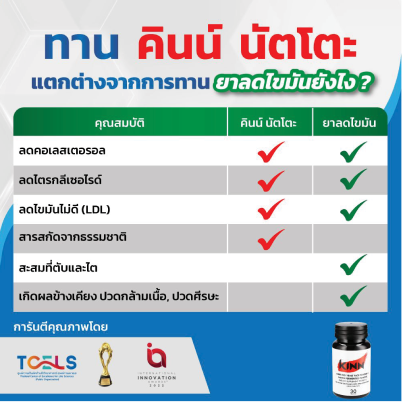 ทาน คินน์ นัตโตะ
แตกต่างจากการทาน ยาลดไขมันยังไง ?
คุณสมบัติ คินน์ นัตโตะ ยาลดไขมัน
ลดคอเลสเตอรอล
ลดไตรกลีเซอไรด์
ลดไขมันไม่ดี (LDL)
สารสกัดจากธรรมชาติ
สะสมที่ตับและไต
เกิดผลข้างเคียง ปวดกล้ามเนื้อ, ปวดศีรษะ
การันตีคุณภาพโดย
TCELS
INTERNATIONAL
INNOVATION
AWARDS
KINN
30